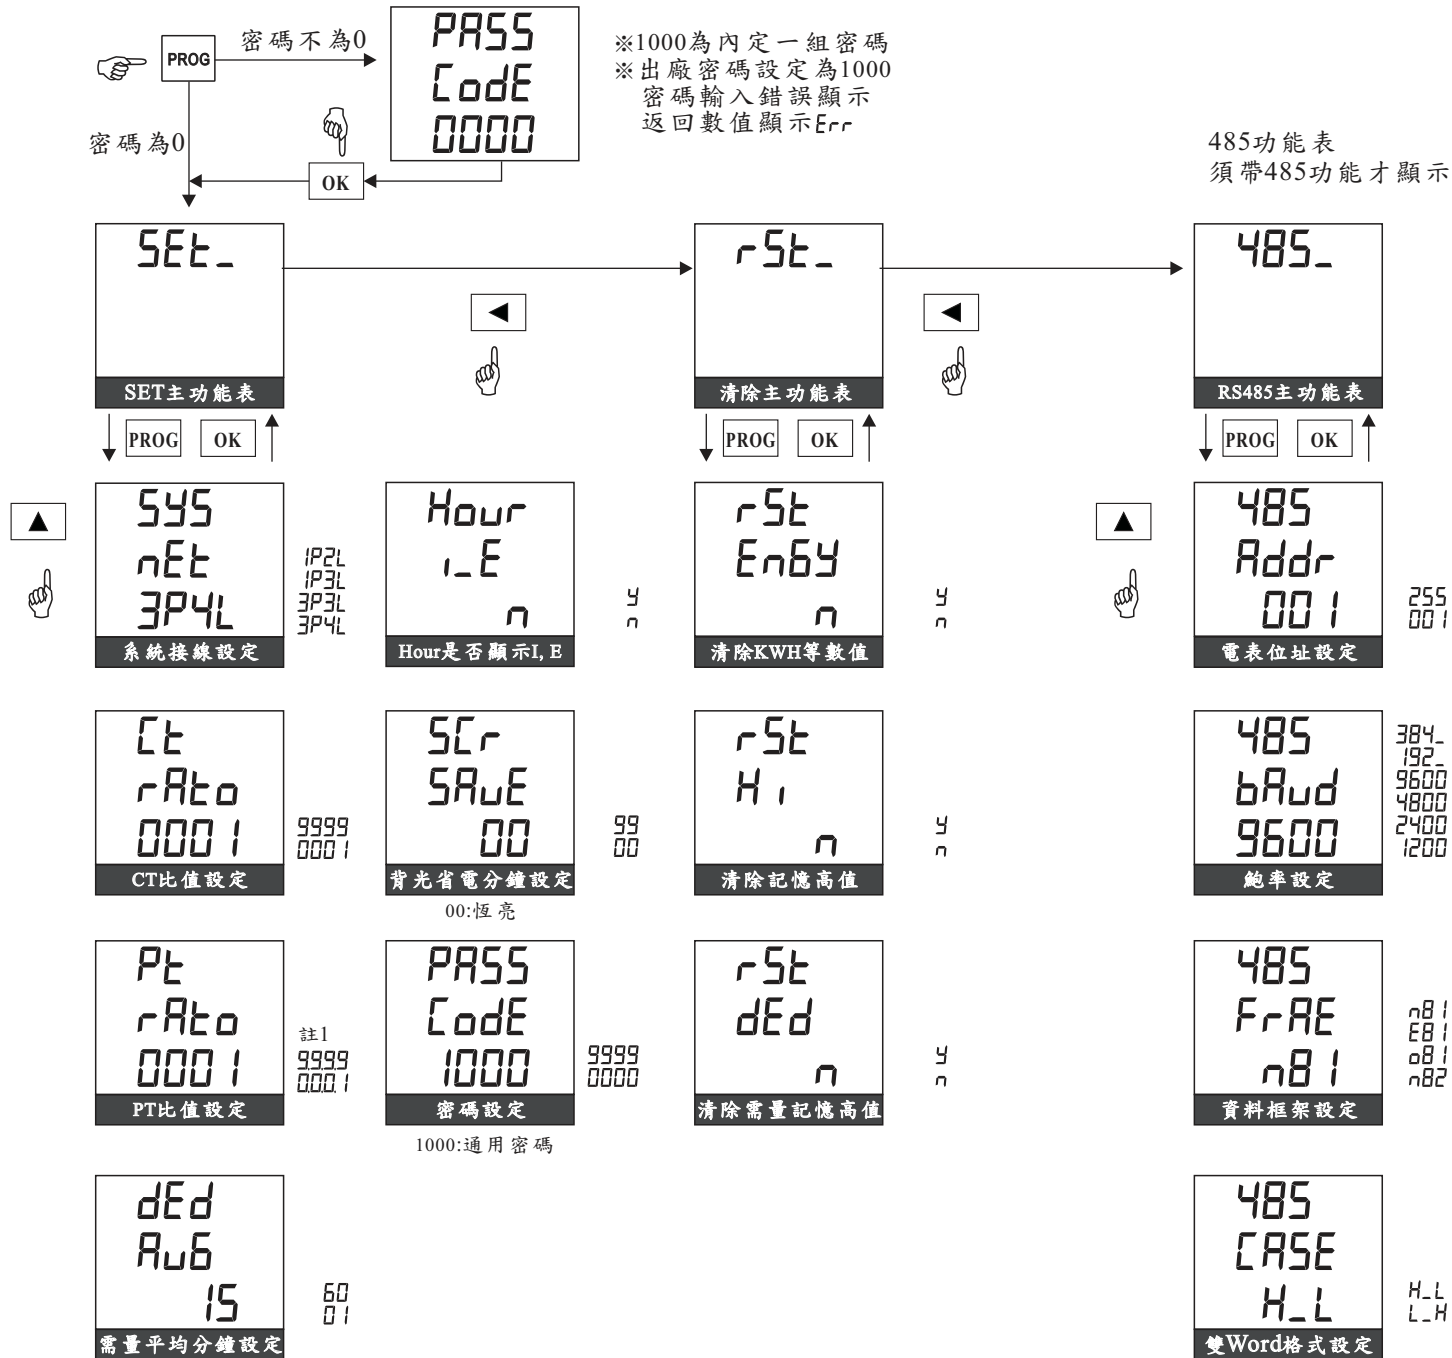 PROG
密碼不為0
密碼為0
PASS
CodE
0000
OK
※1000為內定一組密碼
※出廠密碼設定為1000
密碼輸入錯誤顯示
返回數值顯示Err
485功能表
須帶485功能才顯示
SEt_
SET主功能表
rSt_
清除主功能表
485_
RS485主功能表
PROG OK
PROG OK
PROG OK
SYS
nEt
3P4L
系統接線設定
1P2L
1P3L
3P3L
3P4L
Hour
i_E
n
Hour是否顯示I, E
y
n
rSt
EnGY
n
清除KWH等數值
y
n
485
Addr
001
電表位址設定
255
001
Ct
rAto
0001
CT比值設定
9999
0001
SCr
SAvE
00
背光省電分鐘設定
00:恆亮
99
00
rSt
Hi
n
清除記憶高值
y
n
485
bAud
9600
鮑率設定
384_
192_
9600
4800
2400
1200
Pt
rAto
0001
PT比值設定
註1
9.9.9.9
0.0.0.1
PASS
CodE
1000
密碼設定
1000:通用密碼
9999
0000
rSt
dEd
n
清除需量記憶高值
y
n
485
FrAE
n81
資料框架設定
n81
E81
o81
n82
dEd
AvG
15
需量平均分鐘設定
60
01
485
CASE
H_L
雙Word格式設定
H_L
L_H